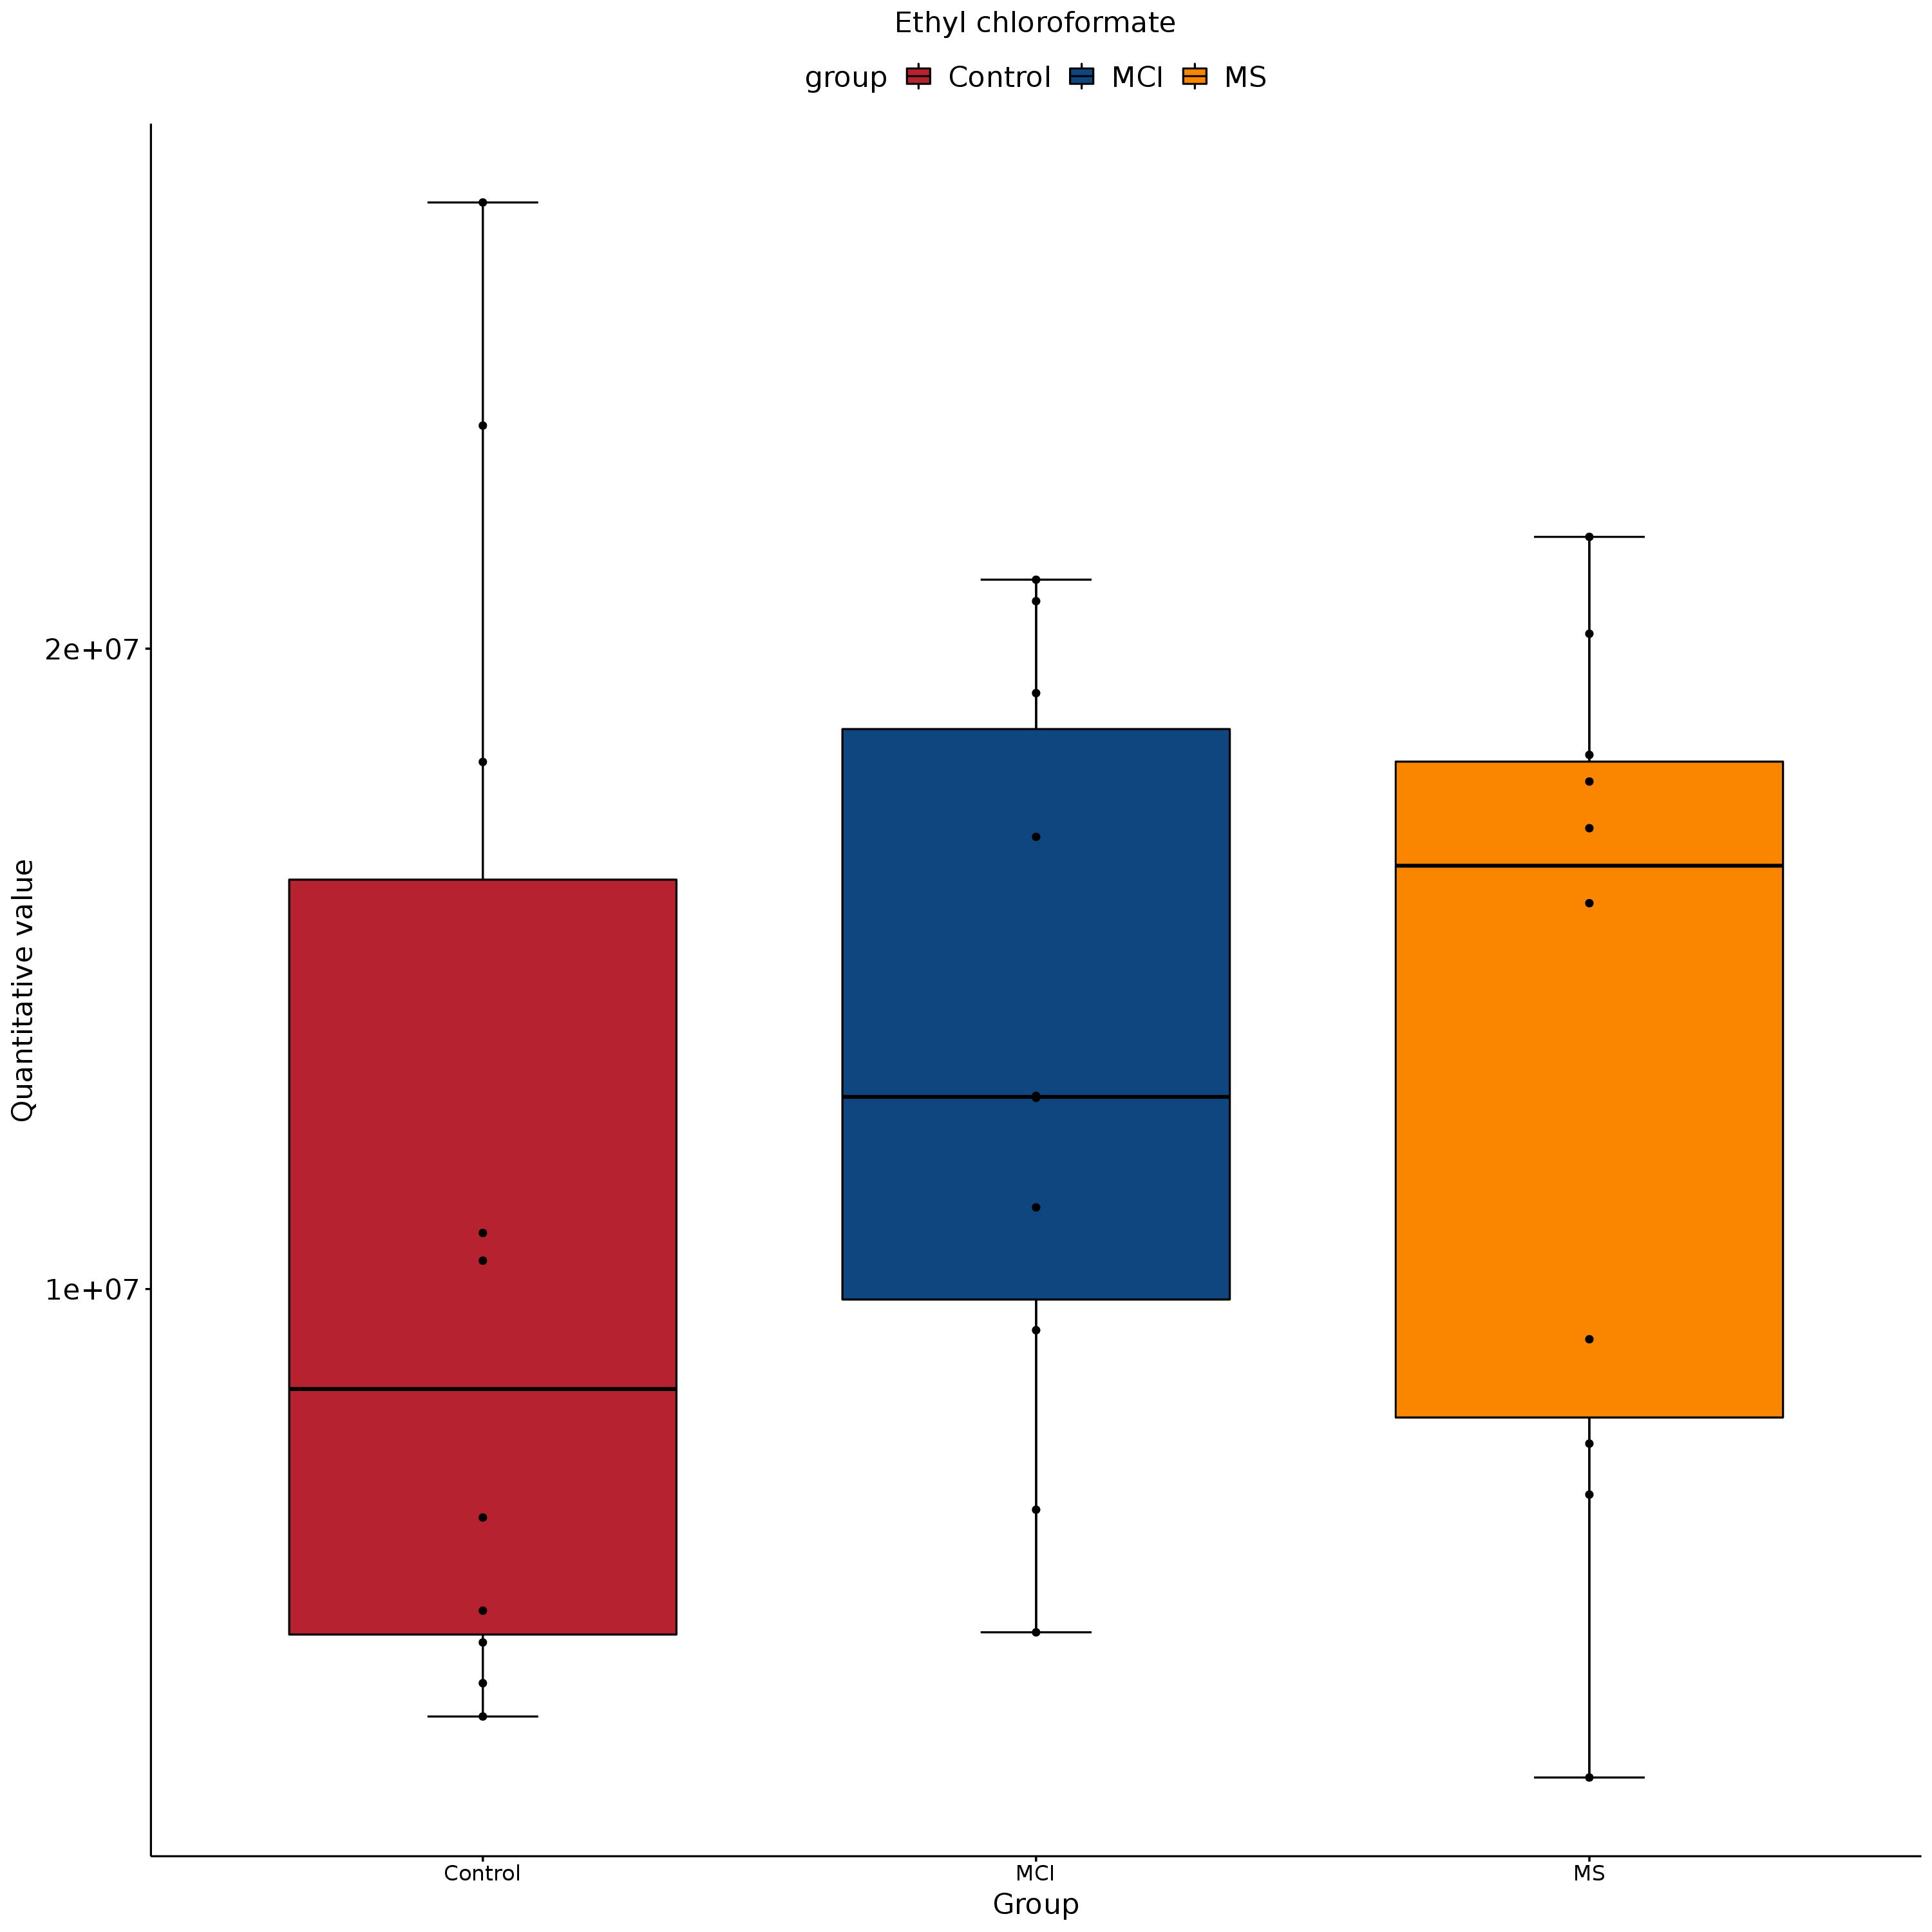 Ethyl chloroformate
group Control MCI MS
Quantitative value
2e+07
1e+07
Control MCI MS
Group